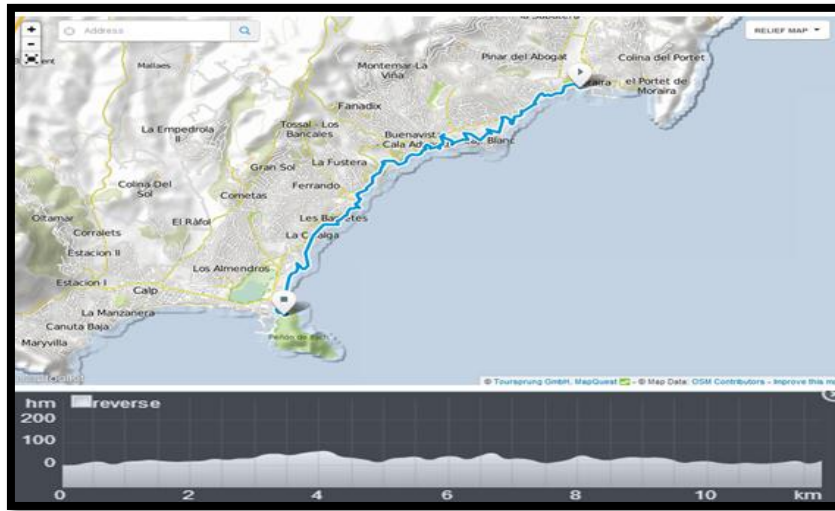 +
Address
RELIEF MAP
-
Pinar del Abogat
Colina del Portet
Mallaes
Montemar-La
Viña
el Portet de
Moraira
Fanadix
La Empedrola
II
Tossal - Los
Bancales
Buenavist
Cala Ad
Blanc
Gran Sol
La Fustera
Colina Del
Sol
Cometas
Ferrando
Oltamar
El Ràfol
Les Bas etes
Corralets
La C alga
Estacion II
Los Almendros
Estacion I
Calp
La Manzanera
Canuta Baja
Maryvilla
Peñón de Ifach
© Toursprung GmbH, MapQuest - © Map Data: OSM Contributors - Improve this m
hm reverse
200
100
0
0 2 4 6 8 10 km